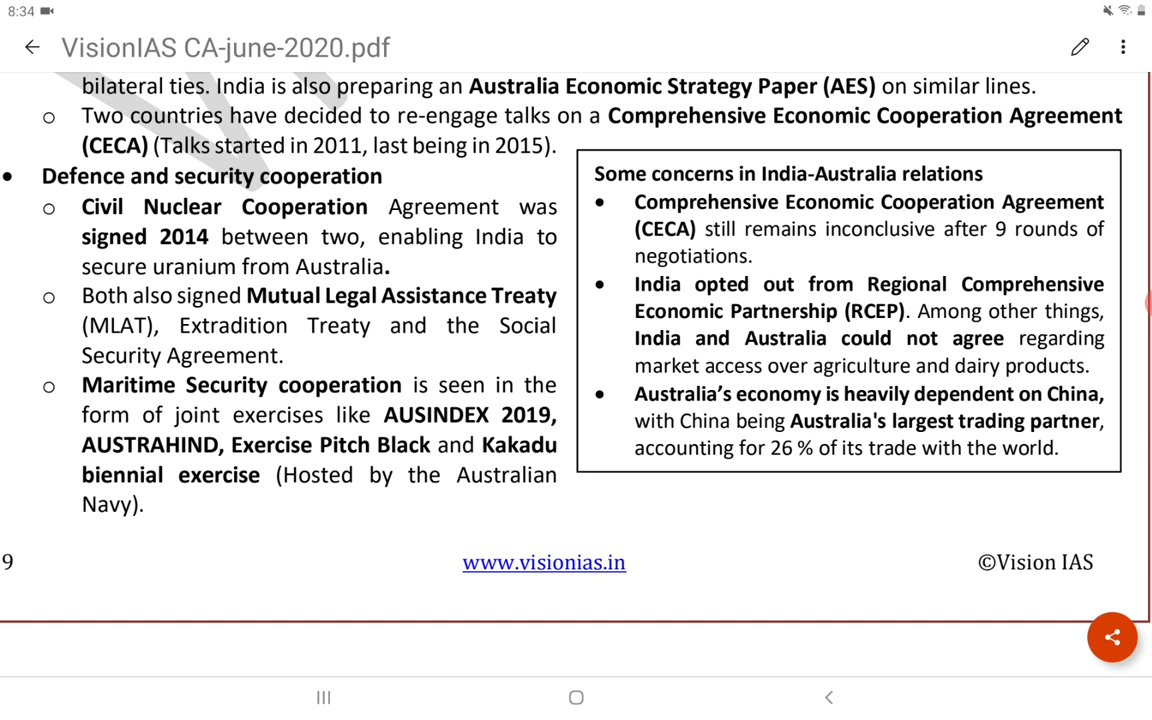 8:34
VisionIAS CA-june-2020.pdf
bilateral ties. India is also preparing an Australia Economic Strategy Paper (AES) on similar lines.
o Two countries have decided to re-engage talks on a Comprehensive Economic Cooperation Agreement
(CECA) (Talks started in 2011, last being in 2015).
• Defence and security cooperation
o Civil Nuclear Cooperation Agreement was
signed 2014 between two, enabling India to
secure uranium from Australia.
o Both also signed Mutual Legal Assistance Treaty
(MLAT), Extradition Treaty and the Social
Security Agreement.
o Maritime Security cooperation is seen in the
form of joint exercises like AUSINDEX 2019,
AUSTRAHIND, Exercise Pitch Black and Kakadu
biennial exercise (Hosted by the Australian
Navy).
Some concerns in India-Australia relations
• Comprehensive Economic Cooperation Agreement
(CECA) still remains inconclusive after 9 rounds of
negotiations.
• India opted out from Regional Comprehensive
Economic Partnership (RCEP). Among other things,
India and Australia could not agree regarding
market access over agriculture and dairy products.
• Australia’s economy is heavily dependent on China,
with China being Australia's largest trading partner,
accounting for 26 % of its trade with the world.
9
www.visionias.in
©Vision IAS